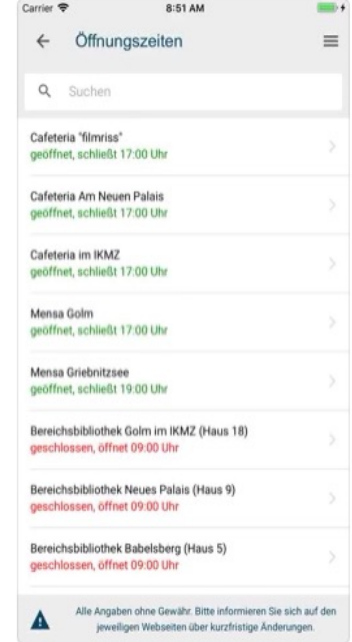 Carrier 8:51 AM
Öffnungszeiten
Suchen
Cafeteria "filmriss"
geöffnet, schließt 17:00 Uhr
Cafeteria Am Neuen Palais
geöffnet, schließt 17:00 Uhr
Cafeteria im IKMZ
geöffnet, schließt 17:00 Uhr
Mensa Golm
geöffnet, schließt 17:00 Uhr
Mensa Griebnitzsee
geöffnet, schließt 19:00 Uhr
Bereichsbibliothek Golm im IKMZ (Haus 18)
geschlossen, öffnet 09:00 Uhr
Bereichsbibliothek Neues Palais (Haus 9)
geschlossen, öffnet 09:00 Uhr
Bereichsbibliothek Babelsberg (Haus 5)
geschlossen, öffnet 09:00 Uhr
Alle Angaben ohne Gewähr. Bitte informieren Sie sich auf den
jeweiligen Webseiten über kurzfristige Änderungen.